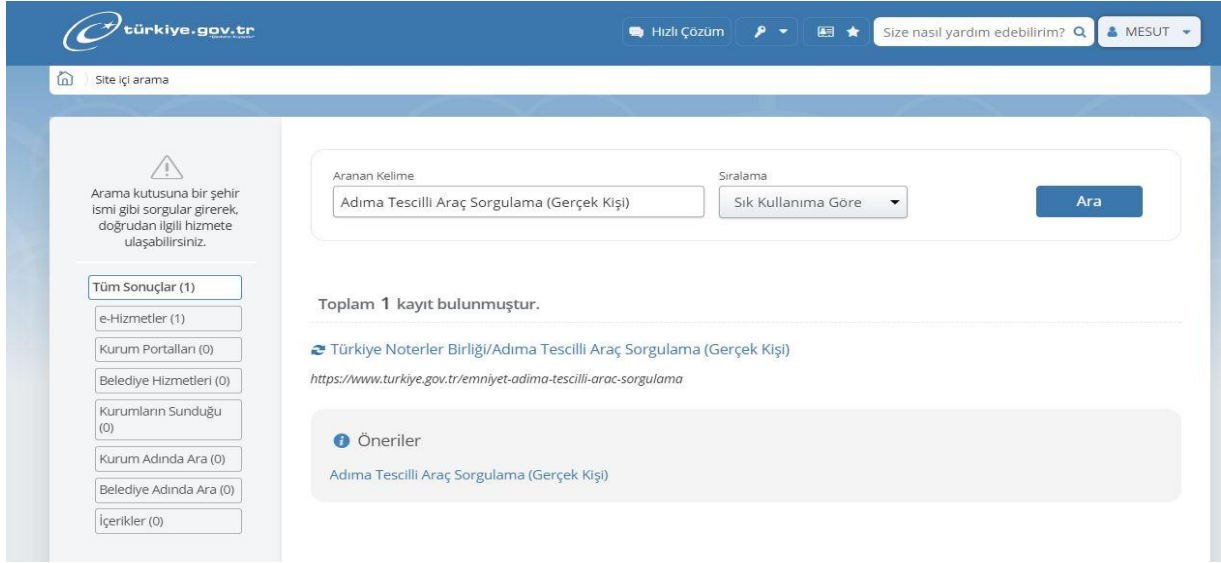 türkiye.gov.tr
Hızlı Çözüm
Size nasıl yardım edebilirim?
MESUT
Site içi arama
Arama kutusuna bir şehir
ismi gibi sorgular girerek,
doğrudan ilgili hizmete
ulaşabilirsiniz.
Tüm Sonuçlar (1)
e-Hizmetler (1)
Kurum Portalları (0)
Belediye Hizmetleri (0)
Kurumların Sunduğu
(0)
Kurum Adında Ara (0)
Belediye Adında Ara (0)
İçerikler (0)
Aranan Kelime
Sıralama
Adıma Tescilli Araç Sorgulama (Gerçek Kişi)
Sık Kullanıma Göre
Ara
Toplam 1 kayıt bulunmuştur.
Türkiye Noterler Birliği/Adıma Tescilli Araç Sorgulama (Gerçek Kişi)
https://www.turkiye.gov.tr/emniyet-adima-tescilli-arac-sorgulama
Öneriler
Adıma Tescilli Araç Sorgulama (Gerçek Kişi)